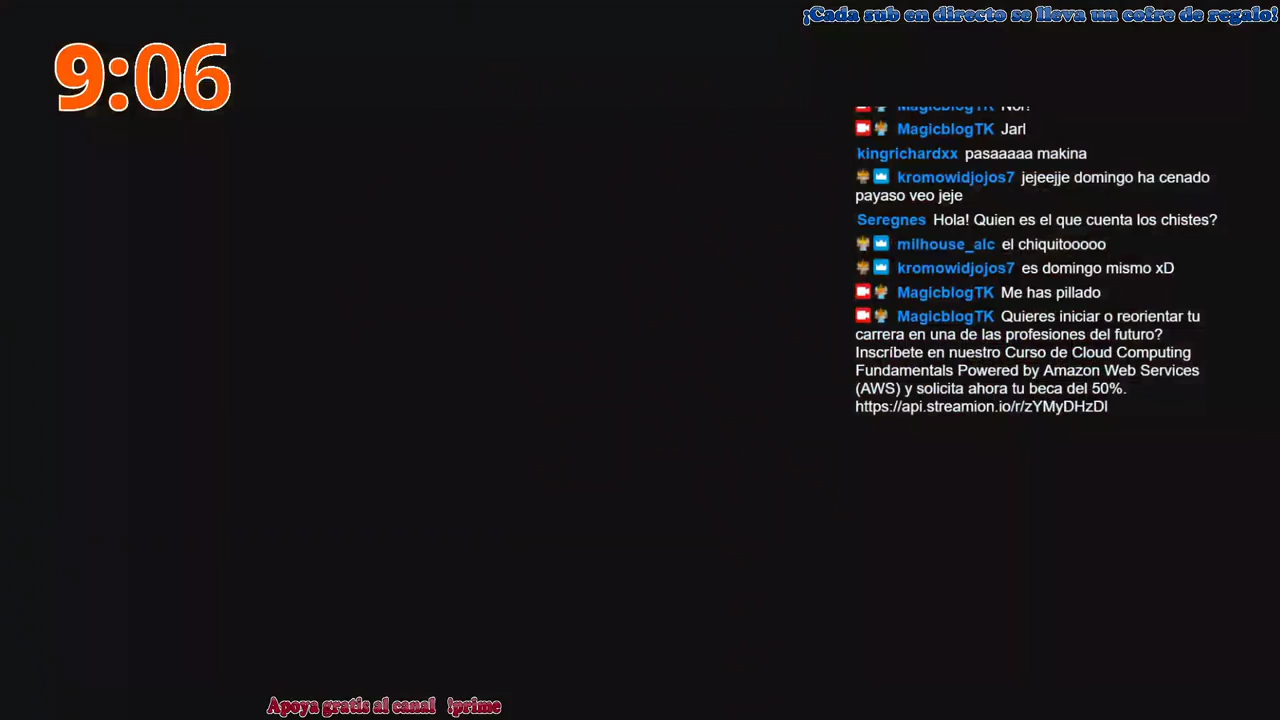 ¡Cada sub en directo se lleva un cofre de regalo!
9:06
MagicblogTK Nor!
MagicblogTK Jarl
kingrichardxx pasaaaaa makina
kromowidjojos7 jejeejje domingo ha cenado
payaso veo jeje
Seregnes Hola! Quien es el que cuenta los chistes?
milhouse_alc el chiquitooooo
kromowidjojos7 es domingo mismo xD
MagicblogTK Me has pillado
MagicblogTK Quieres iniciar o reorientar tu
carrera en una de las profesiones del futuro?
Inscríbete en nuestro Curso de Cloud Computing
Fundamentals Powered by Amazon Web Services
(AWS) y solicita ahora tu beca del 50%.
https://api.streamion.io/r/zYMyDHzDl
Apoya gratis al canal !prime